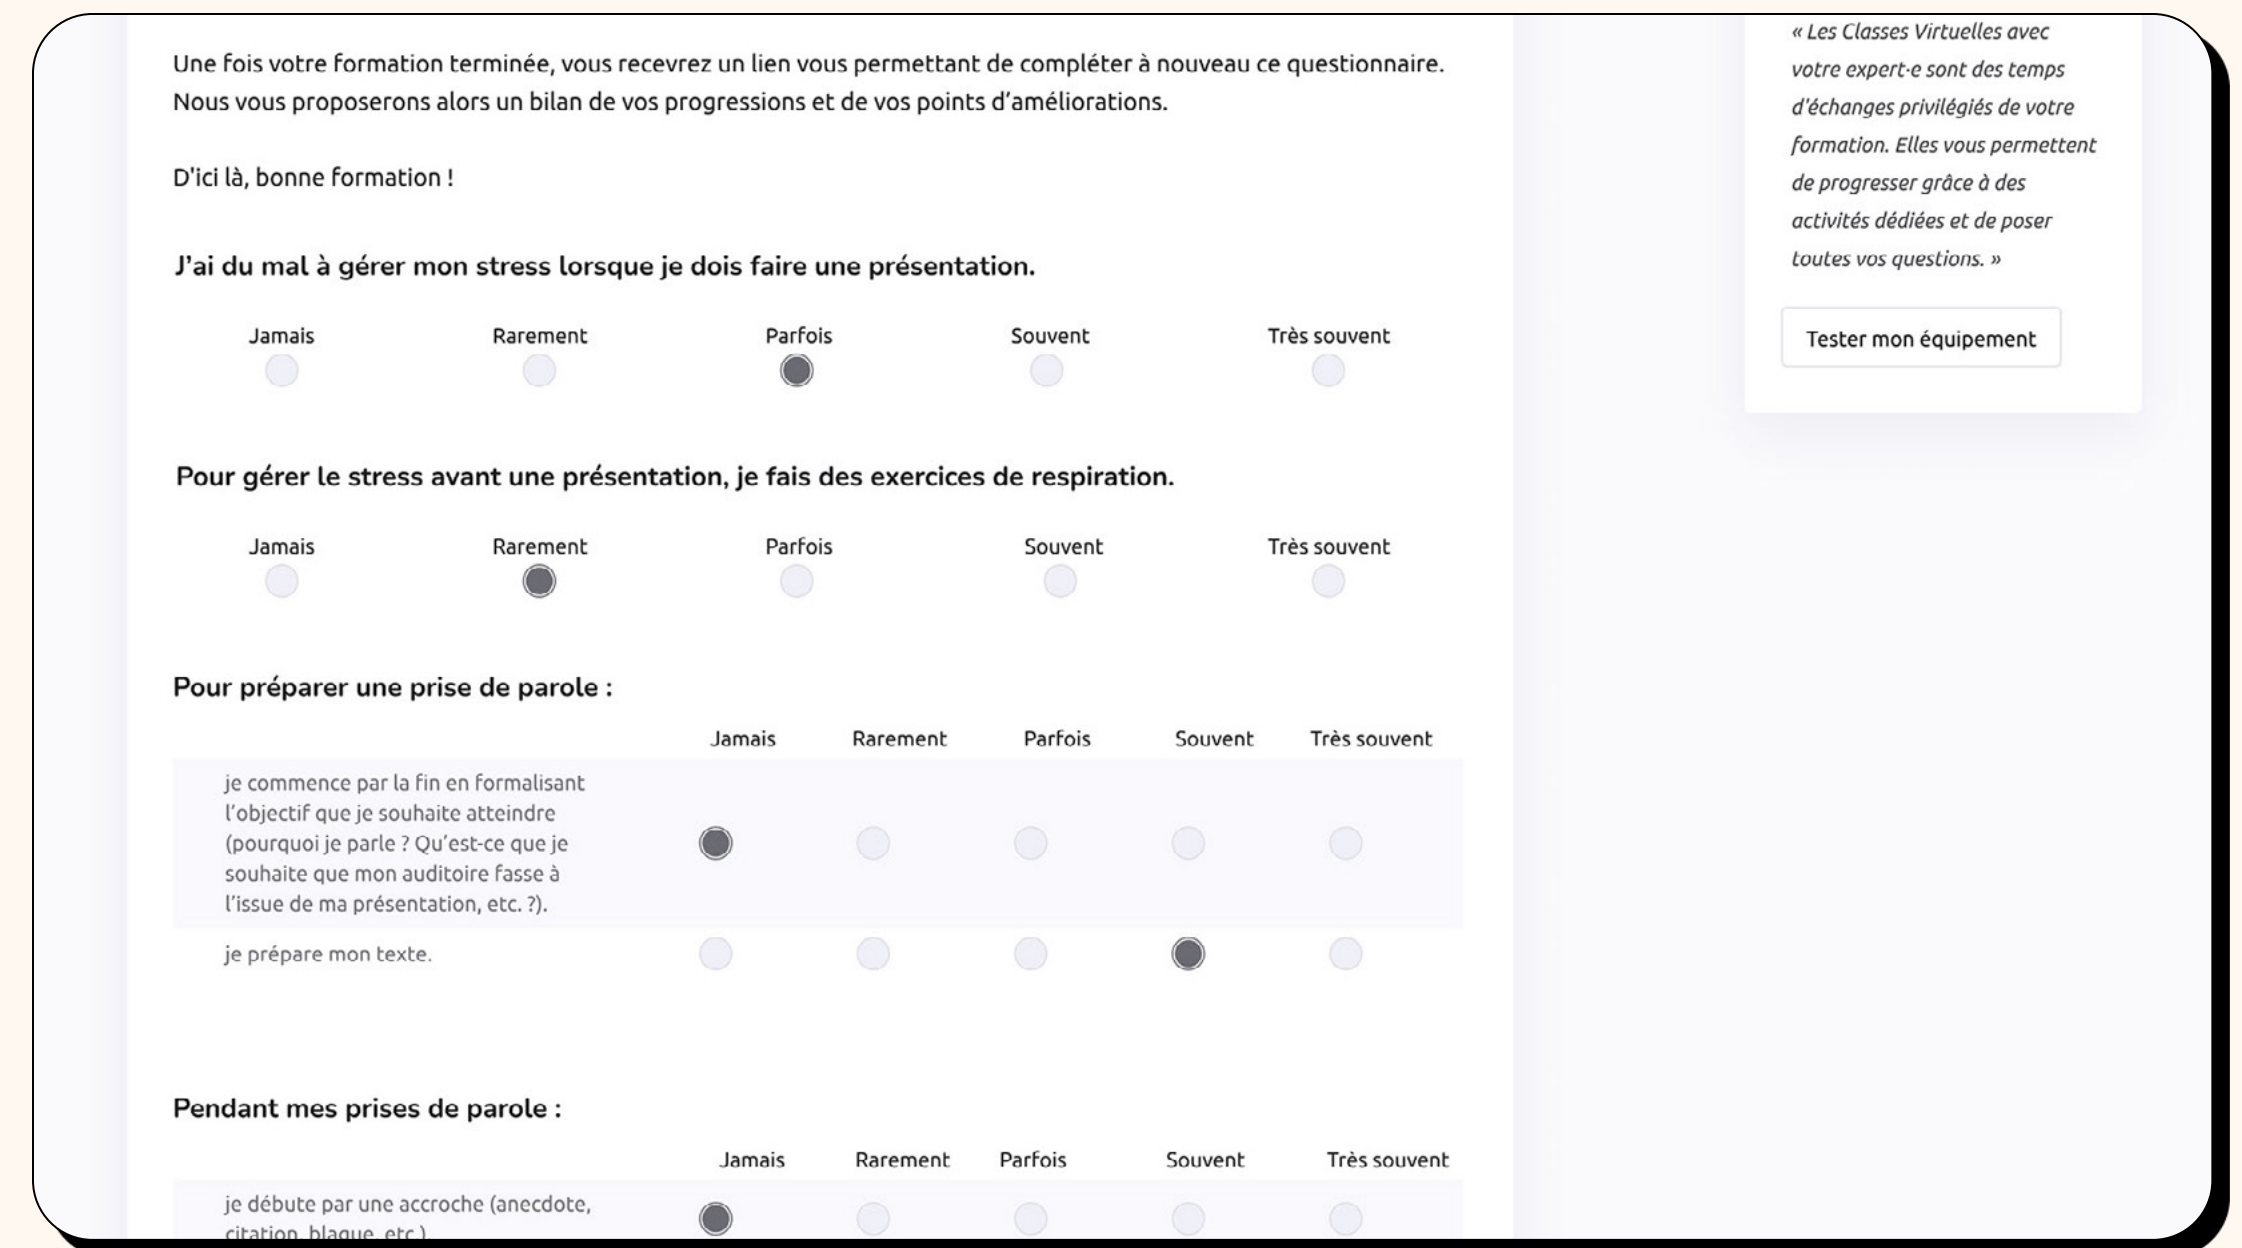 Une fois votre formation terminée, vous recevrez un lien vous permettant de compléter à nouveau ce questionnaire.
Nous vous proposerons alors un bilan de vos progressions et de vos points d’améliorations.
D'ici là, bonne formation !
J’ai du mal à gérer mon stress lorsque je dois faire une présentation.
Jamais Rarement Parfois Souvent Très souvent
Pour gérer le stress avant une présentation, je fais des exercices de respiration.
Jamais Rarement Parfois Souvent Très souvent
Pour préparer une prise de parole :
Jamais Rarement Parfois Souvent Très souvent
je commence par la fin en formalisant
l’objectif que je souhaite atteindre
(pourquoi je parle ? Qu’est-ce que je
souhaite que mon auditoire fasse à
l’issue de ma présentation, etc. ?).
je prépare mon texte.
Pendant mes prises de parole :
Jamais Rarement Parfois Souvent Très souvent
je débute par une accroche (anecdote,
citation, blague, etc.)
« Les Classes Virtuelles avec
votre expert·e sont des temps
d'échanges privilégiés de votre
formation. Elles vous permettent
de progresser grâce à des
activités dédiées et de poser
toutes vos questions. »
Tester mon équipement